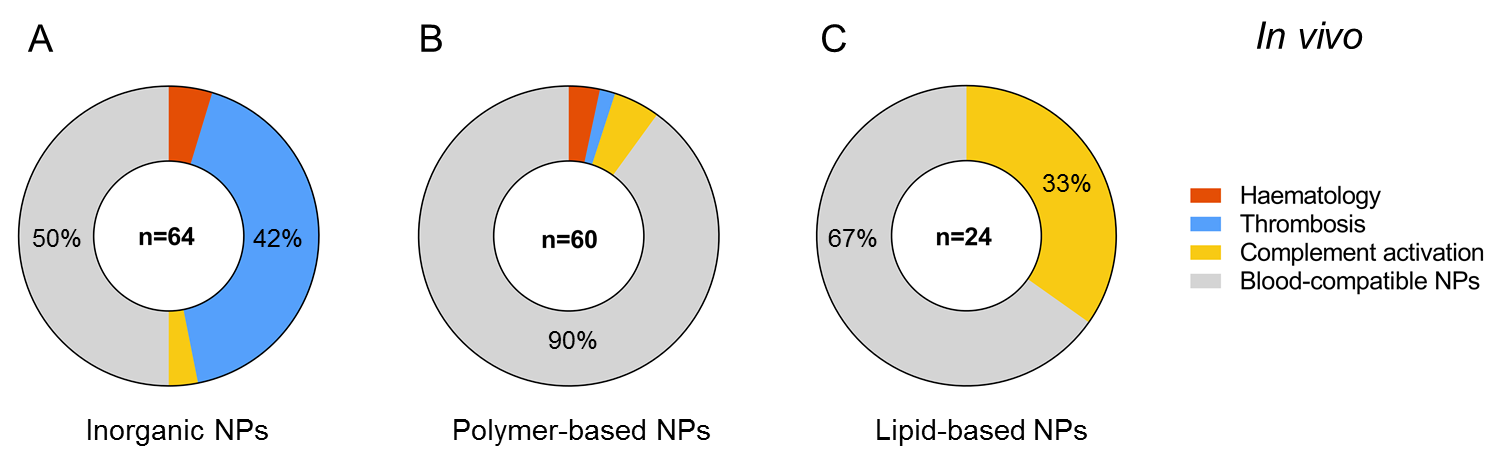 A
B
C
In vivo
50%
n=64
42%
n=60
90%
67%
n=24
33%
Haematology
Thrombosis
Complement activation
Blood-compatible NPs
Inorganic NPs
Polymer-based NPs
Lipid-based NPs